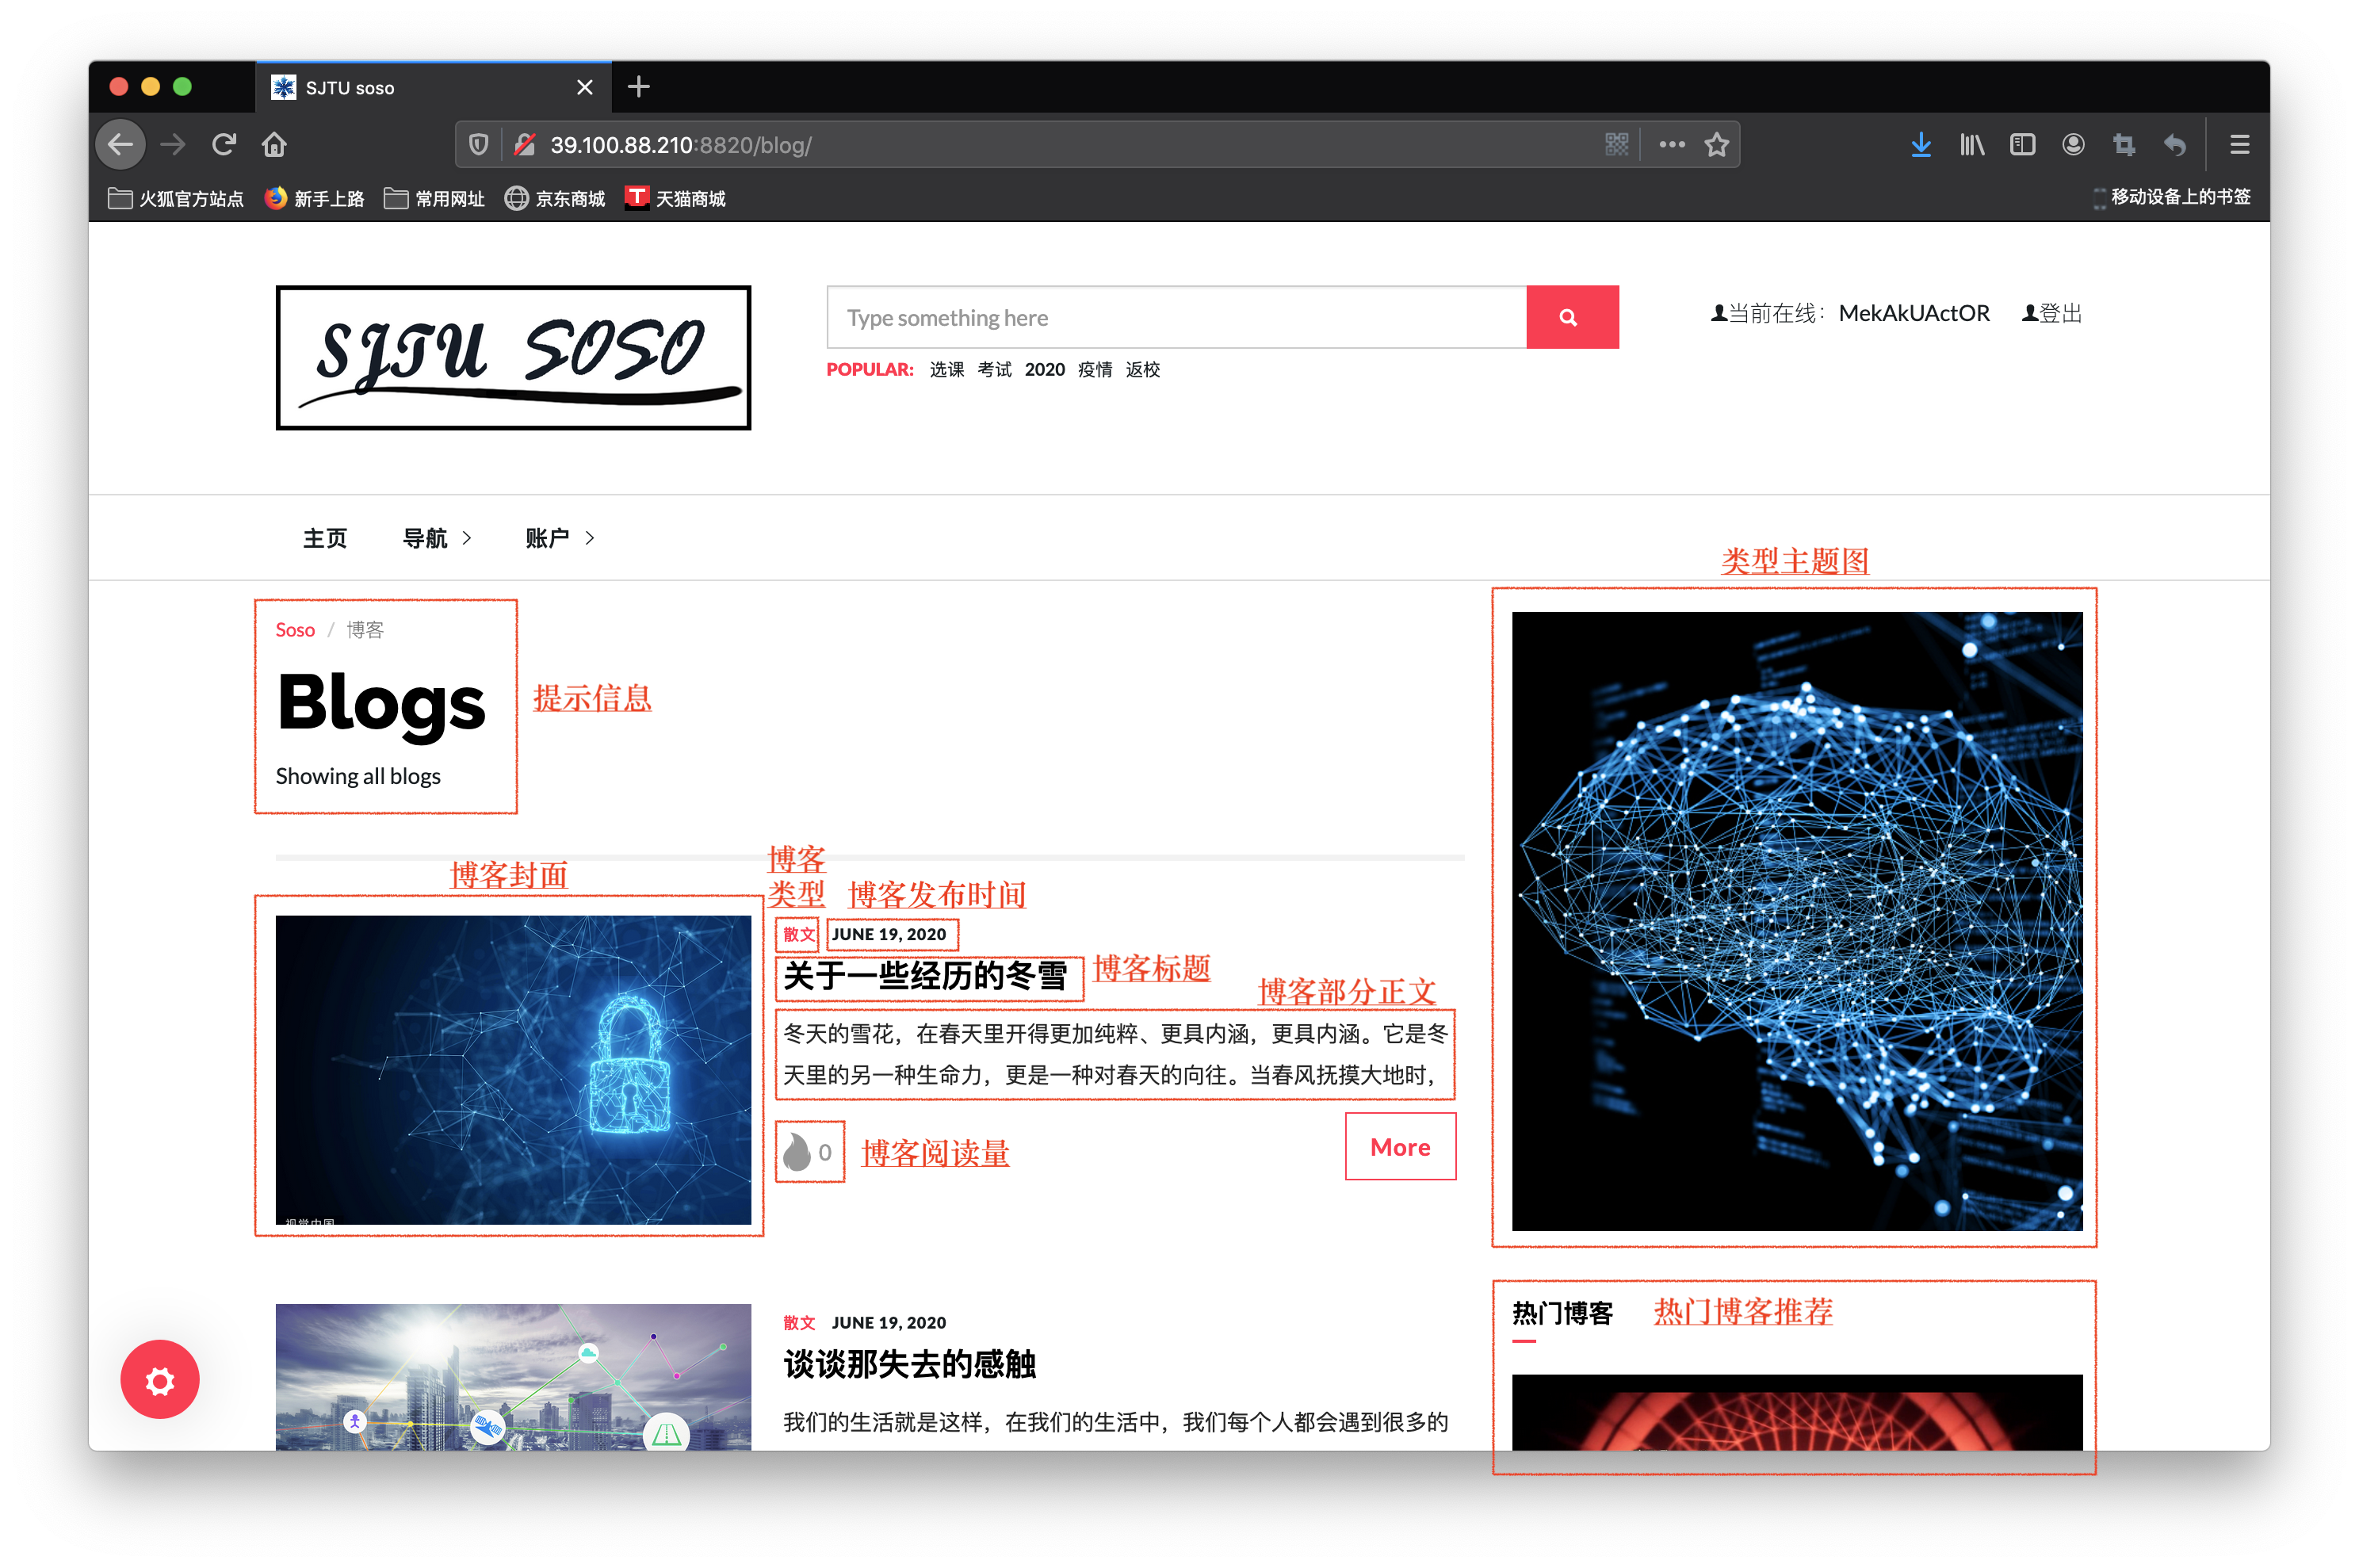 SJTU soso
39.100.88.210:8820/blog/
火狐官方站点 新手上路 常用网址 京东商城 天猫商城 移动设备上的书签
SJTU SOSO
Type something here
当前在线：MekAkUActOR 登出
POPULAR: 选课 考试 2020 疫情 返校
主页 导航 账户
类型主题图
Soso / 博客
Blogs
提示信息
Showing all blogs
博客封面
博客
类型
博客发布时间
散文 JUNE 19, 2020
关于一些经历的冬雪
博客标题
博客部分正文
冬天的雪花，在春天里开得更加纯粹、更具内涵，更具内涵。它是冬
天里的另一种生命力，更是一种对春天的向往。当春风抚摸大地时，
0
博客阅读量
More
视觉中国
散文 JUNE 19, 2020
谈谈那失去的感触
我们的生活就是这样，在我们的生活中，我们每个人都会遇到很多的
热门博客
热门博客推荐